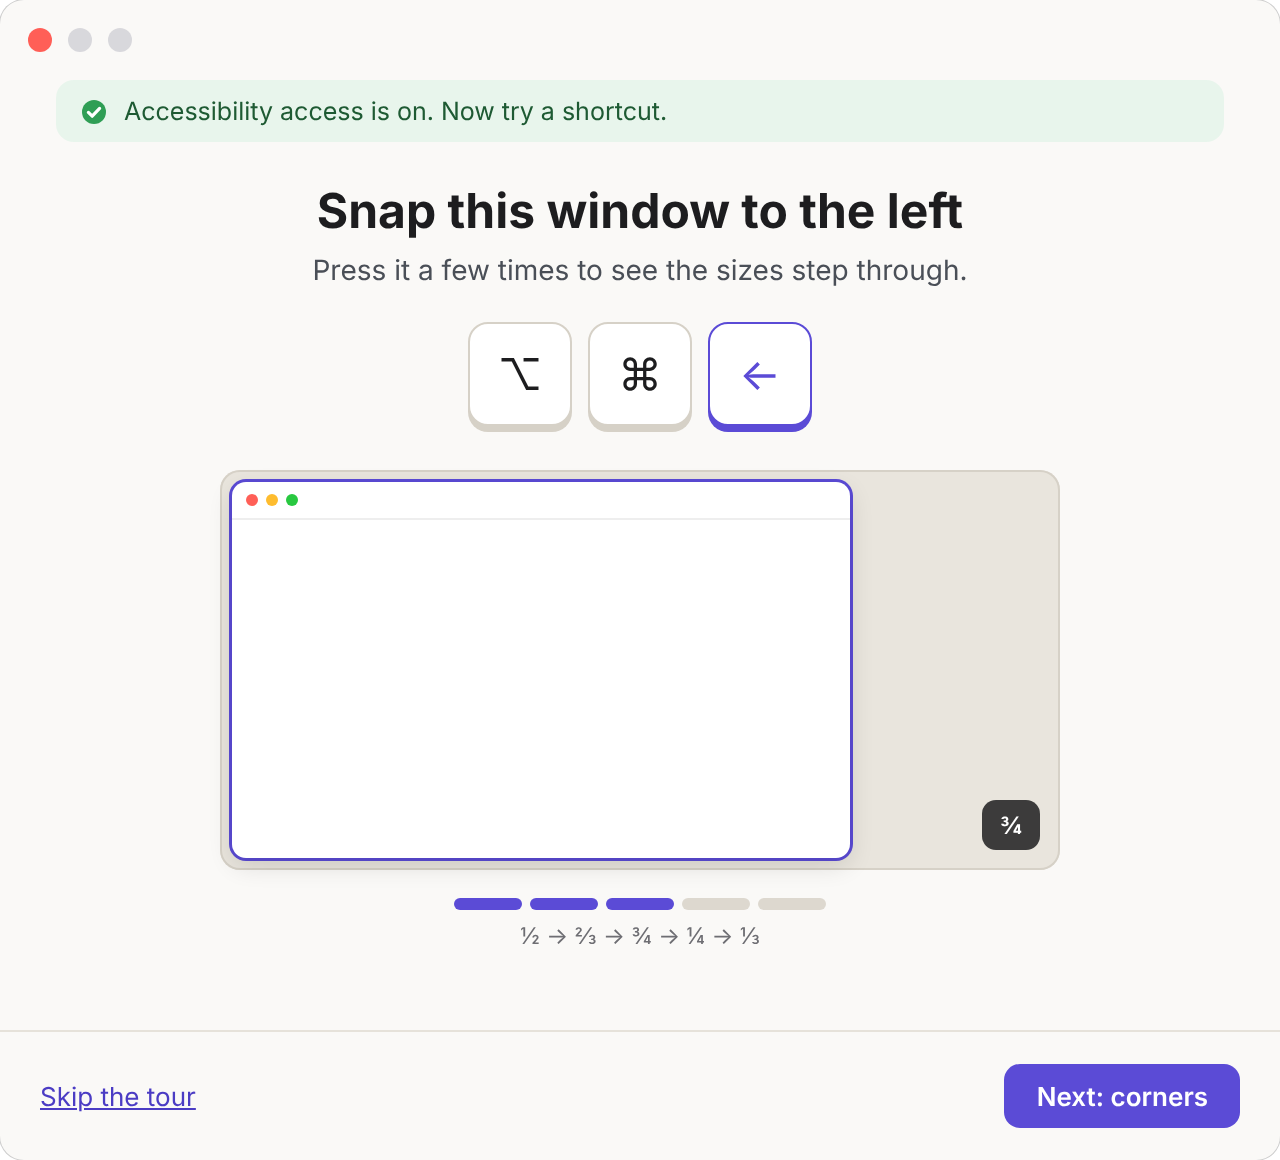 Accessibility access is on. Now try a shortcut.
Snap this window to the left
Press it a few times to see the sizes step through.
⌥ ⌘ ←
¾
½ → ⅔ → ¾ → ¼ → ⅓
Skip the tour
Next: corners